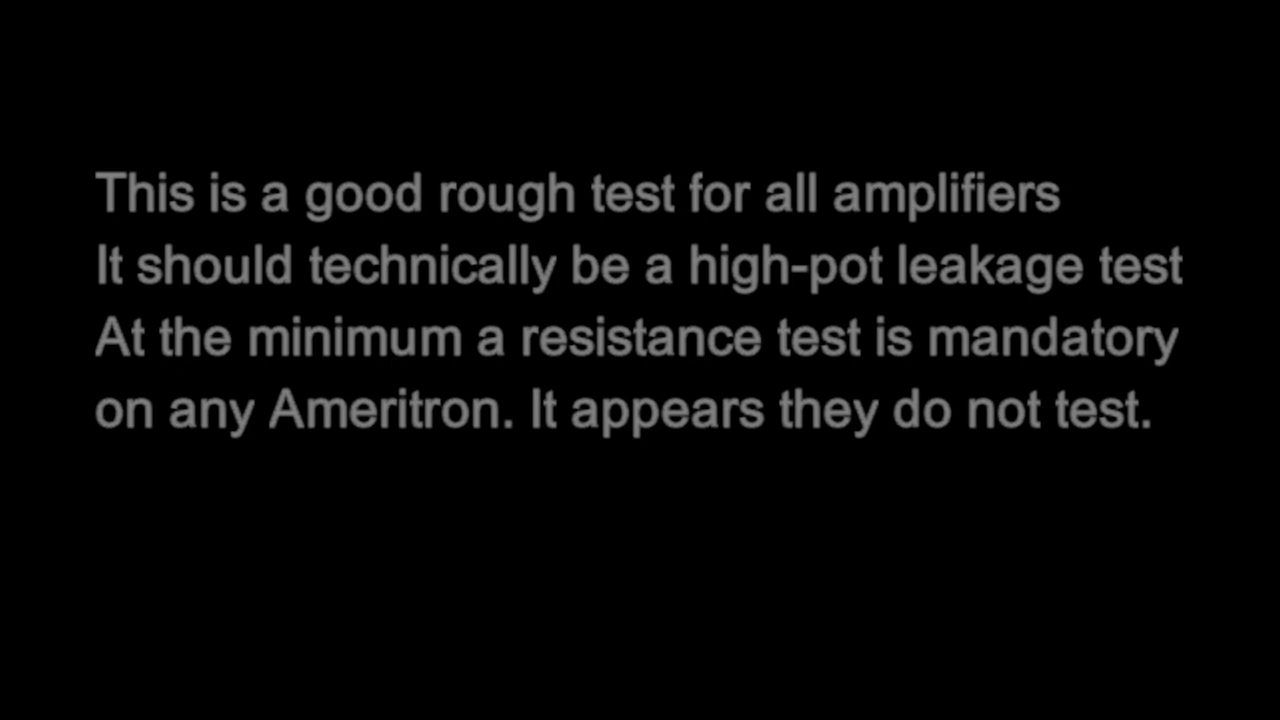 This is a good rough test for all amplifiers
It should technically be a high-pot leakage test
At the minimum a resistance test is mandatory
on any Ameritron. It appears they do not test.